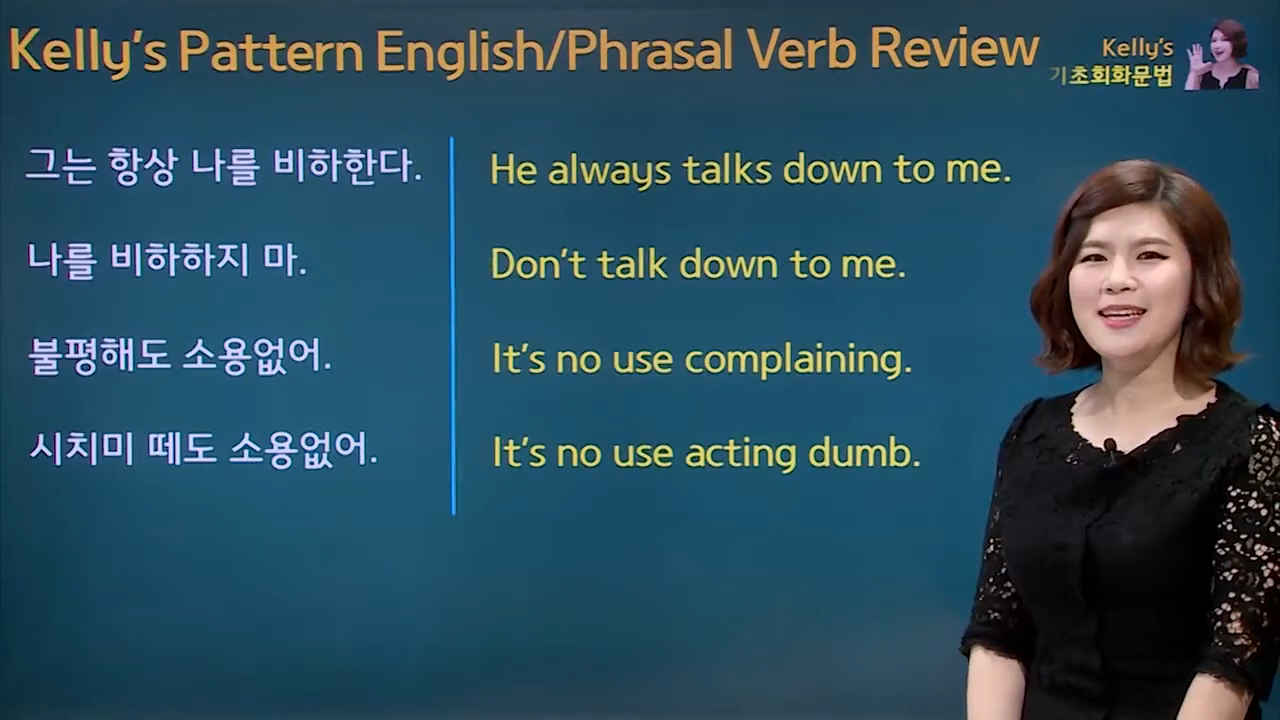 Kelly's Pattern English/Phrasal Verb Review
Kelly's
기초회화문법
그는 항상 나를 비하한다.
He always talks down to me.
나를 비하하지 마.
Don't talk down to me.
불평해도 소용없어.
It's no use complaining.
시치미 떼도 소용없어.
It's no use acting dumb.